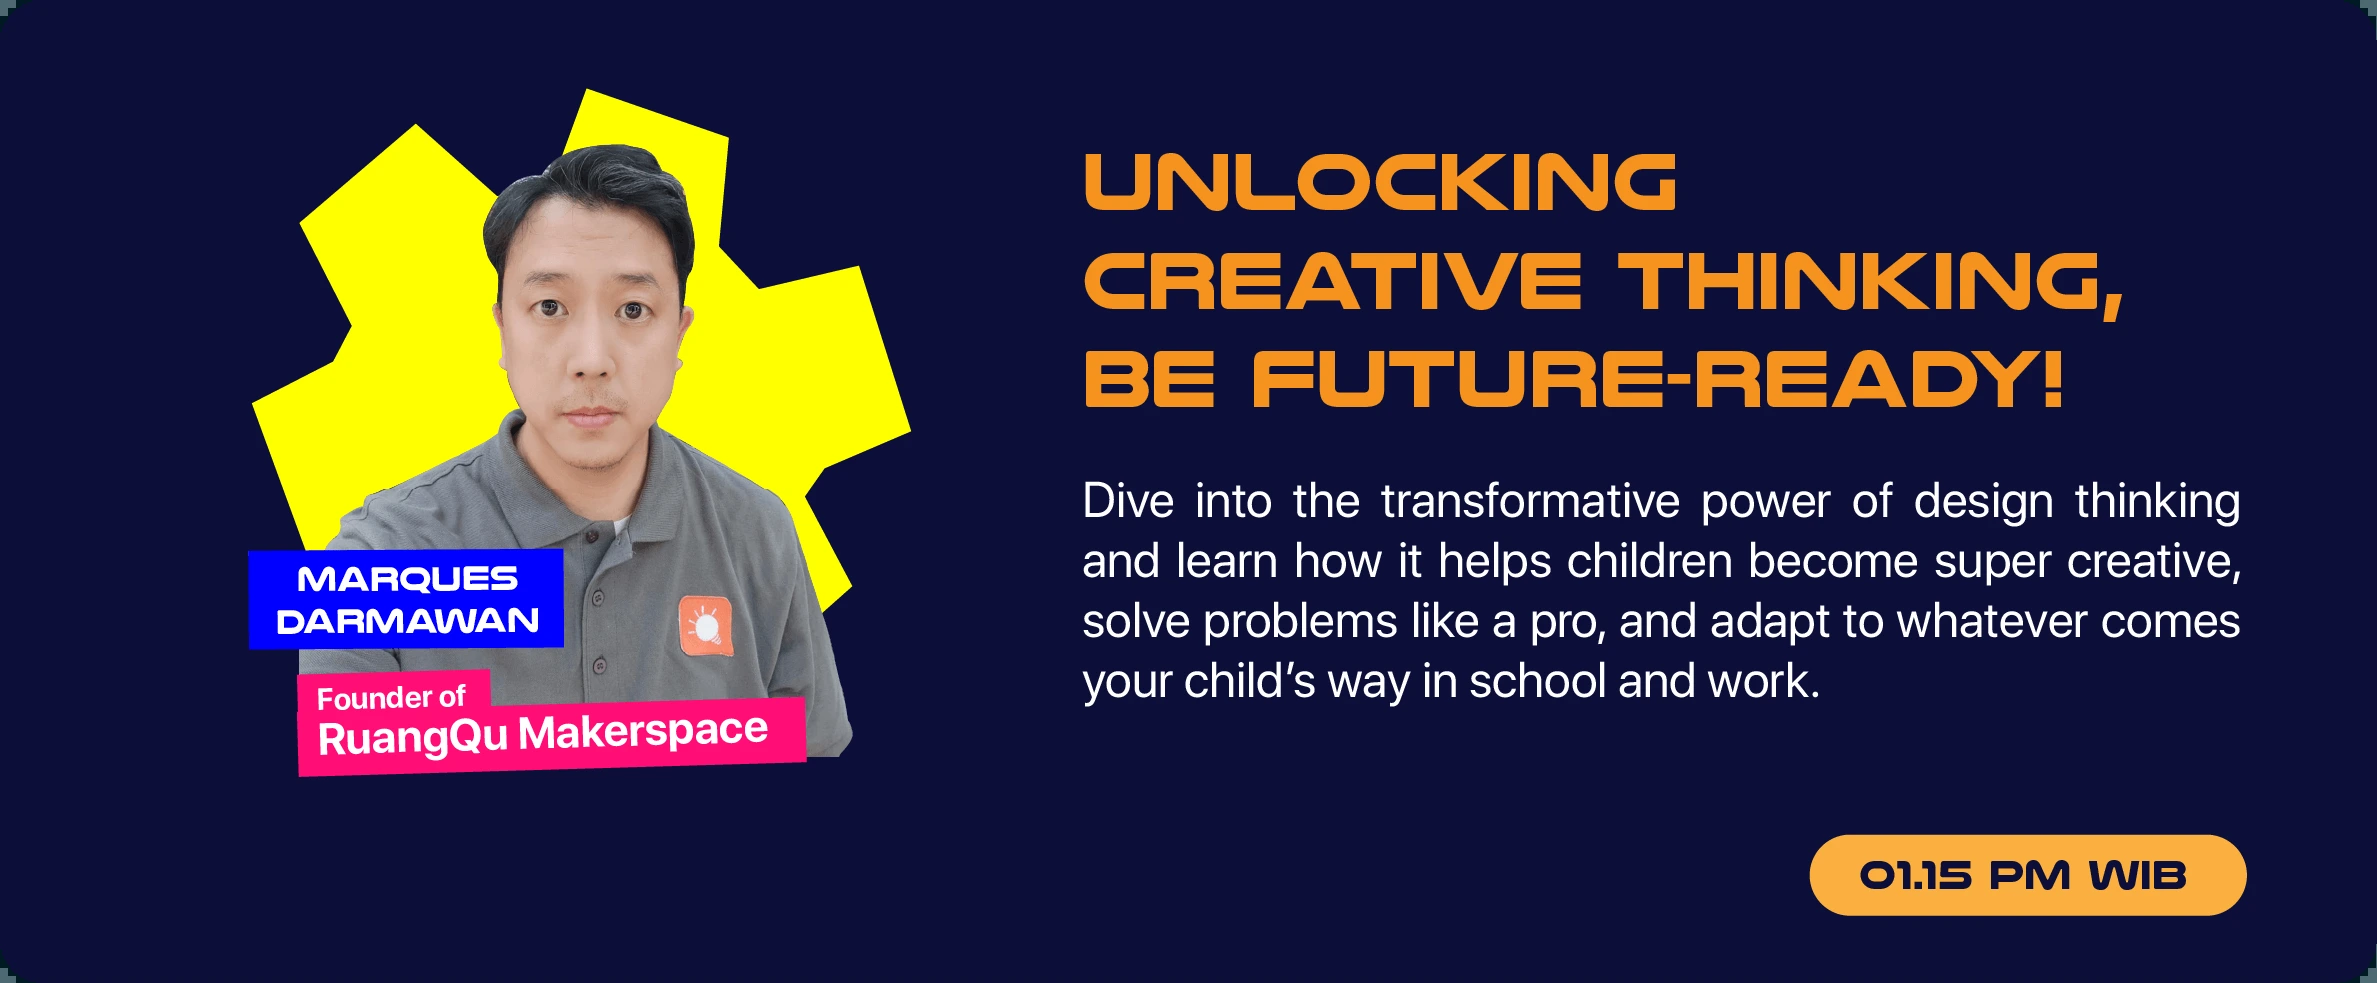 MARQUES
DARMAWAN
Founder of
RuangQu Makerspace
UNLOCKING
CREATIVE THINKING,
BE FUTURE-READY!
Dive into the transformative power of design thinking
and learn how it helps children become super creative,
solve problems like a pro, and adapt to whatever comes
your child’s way in school and work.
01.15 PM WIB